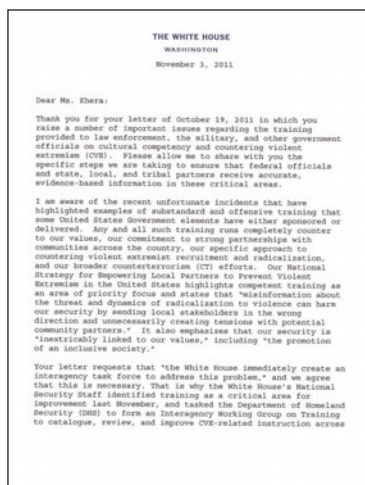 THE WHITE HOUSE
WASHINGTON
November 3, 2011
Dear Ms. Khera:
Thank you for your letter of October 19, 2011 in which you
raise a number of important issues regarding the training
provided to law enforcement, the military, and other government
officials on cultural competency and countering violent
extremism (CVE). Please allow me to share with you the
specific steps we are taking to ensure that federal officials
and state, local, and tribal partners receive accurate,
evidence-based information in these critical areas.
I am aware of the recent unfortunate incidents that have
highlighted examples of substandard and offensive training that
some United States Government elements have either sponsored or
delivered. Any and all such training runs completely counter
to our values, our commitment to strong partnerships with
communities across the country, our specific approach to
countering violent extremist recruitment and radicalization,
and our broader counterterrorism (CT) efforts. Our National
Strategy for Empowering Local Partners to Prevent Violent
Extremism in the United States highlights competent training as
an area of priority focus and states that "misinformation about
the threat and dynamics of radicalization to violence can harm
our security by sending local stakeholders in the wrong
direction and unnecessarily creating tensions with potential
community partners." It also emphasizes that our security is
"inextricably linked to our values," including "the promotion
of an inclusive society."
Your letter requests that "the White House immediately create an
interagency task force to address this problem," and we agree
that this is necessary. That is why the White House's National
Security Staff identified training as a critical area for
improvement last November, and tasked the Department of Homeland
Security (DHS) to form an Interagency Working Group on Training
to catalogue, review, and improve CVE-related instruction across